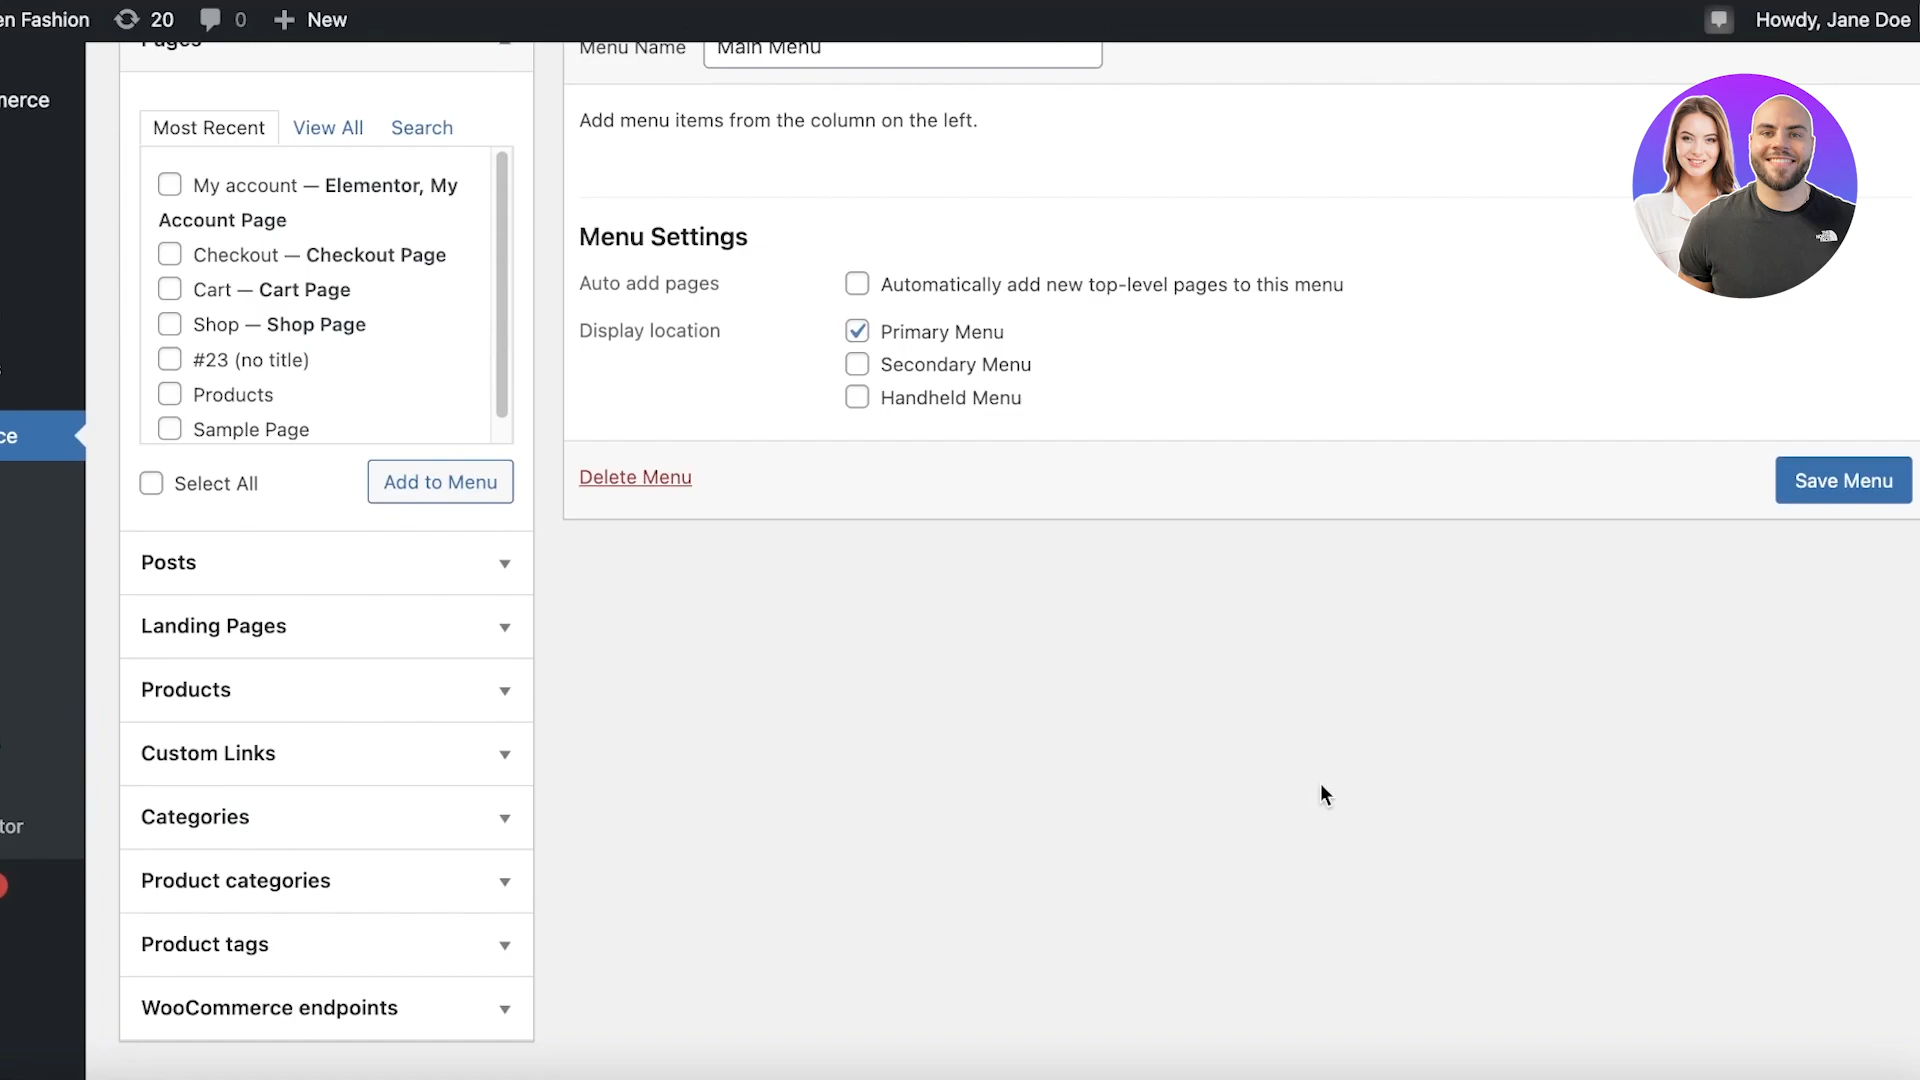 en Fashion 20 0 New Howdy, Jane Doe
Pages Menu Name Main Menu
merce
Most Recent View All Search
Add menu items from the column on the left.
My account — Elementor, My
Account Page
Checkout — Checkout Page
Cart — Cart Page
Shop — Shop Page
#23 (no title)
Products
Sample Page
Select All Add to Menu
Menu Settings
Auto add pages Automatically add new top-level pages to this menu
Display location Primary Menu
Secondary Menu
Handheld Menu
Delete Menu Save Menu
ce
Posts
Landing Pages
Products
Custom Links
Categories
tor
Product categories
Product tags
WooCommerce endpoints